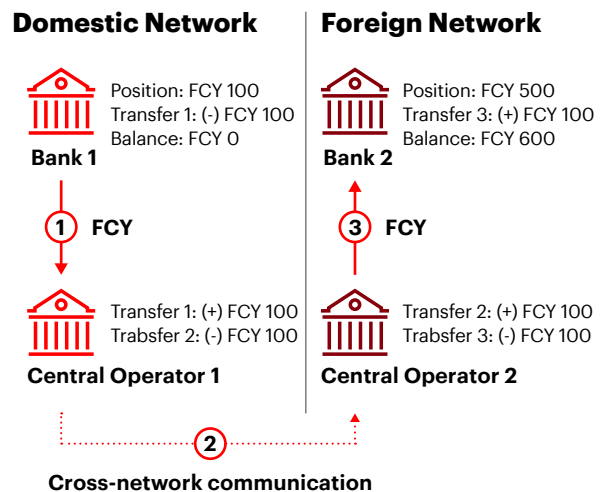 Domestic Network
Foreign Network
Position: FCY 100
Transfer 1: (-) FCY 100
Balance: FCY 0
Bank 1
Position: FCY 500
Transfer 3: (+) FCY 100
Balance: FCY 600
Bank 2
1 FCY
3 FCY
Transfer 1: (+) FCY 100
Trabsfer 2: (-) FCY 100
Central Operator 1
Transfer 2: (+) FCY 100
Trabsfer 3: (-) FCY 100
Central Operator 2
2
Cross-network communication